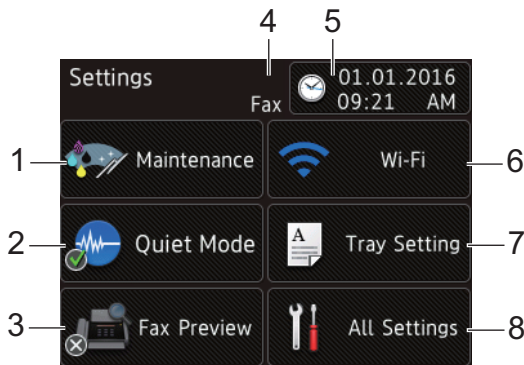 4 5
Settings
Fax
01.01.2016
09:21 AM
1 Maintenance
Wi-Fi 6
2 Quiet Mode
A
Tray Setting 7
3 Fax Preview
All Settings 8